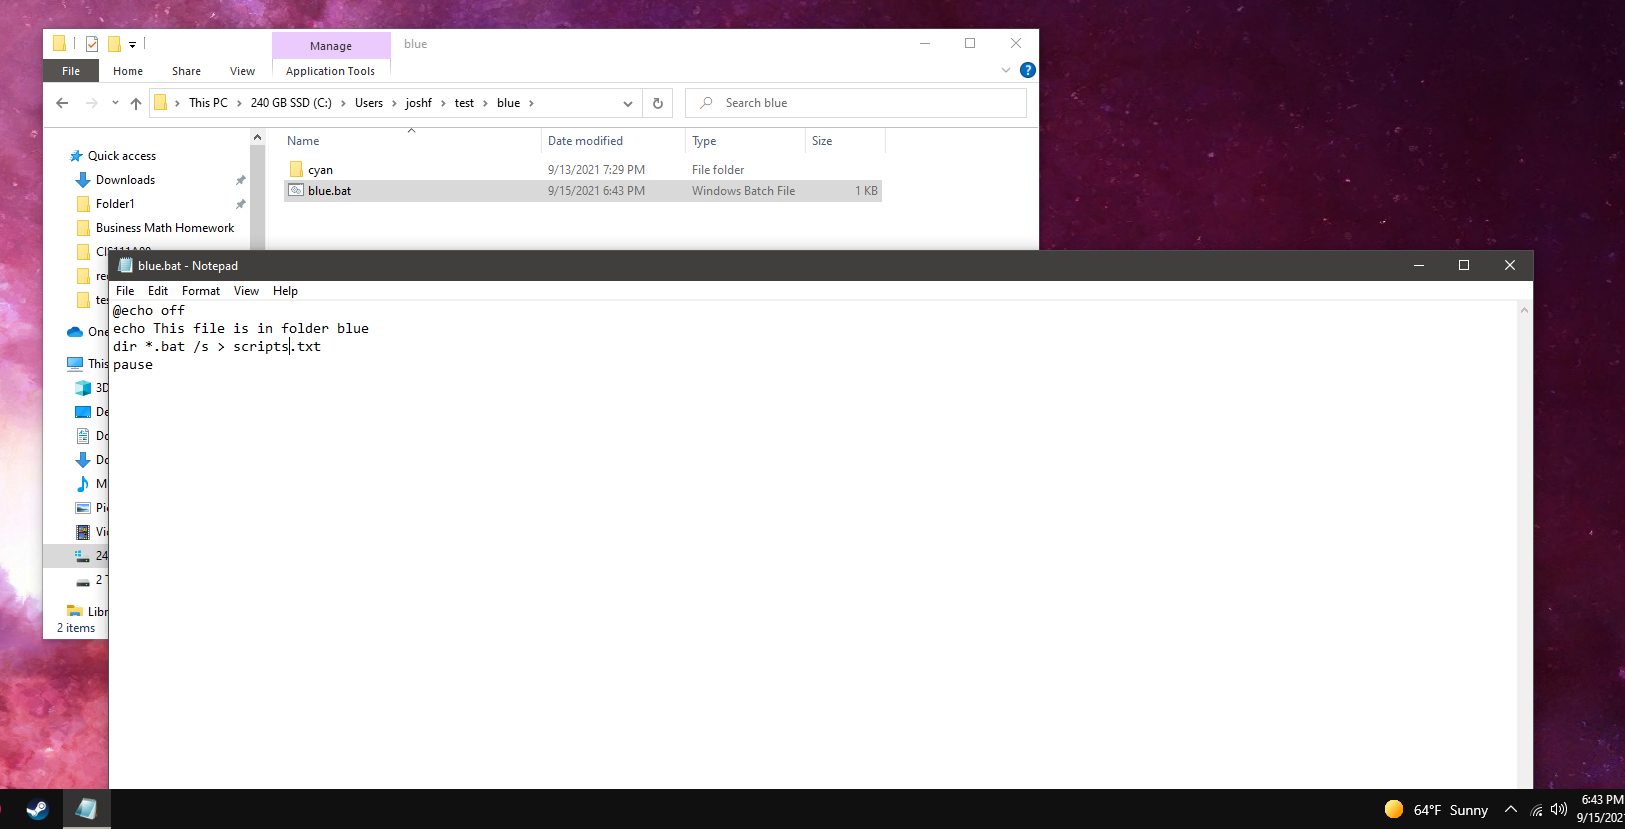 Manage
blue
File
Home
Share
View
Application Tools
This PC
240 GB SSD (C:)
Users
joshf
test
blue
Search blue
Name
Date modified
Type
Size
cyan
9/13/2021 7:29 PM
File folder
blue.bat
9/15/2021 6:43 PM
Windows Batch File
1 KB
Quick access
Downloads
Folder1
Business Math Homework
One
This
3D
De
Do
Do
M
Pi
Vi
24
2
Libr
2 items
blue.bat - Notepad
File Edit Format View Help
@echo off
echo This file is in folder blue
dir *.bat /s > scripts.txt
pause
64°F Sunny
6:43 PM
9/15/202